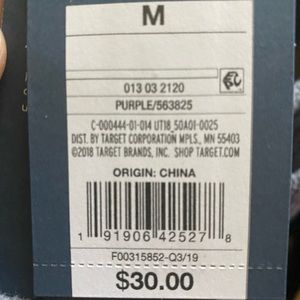 M
013 03 2120
PURPLE/563825
C-000444-01-014 UT18_50A01-0025
DIST. BY TARGET CORPORATION MPLS., MN 55403
©2018 TARGET BRANDS, INC. SHOP TARGET.COM
ORIGIN: CHINA
1 91906 42527 8
F00315852-Q3/19
$30.00